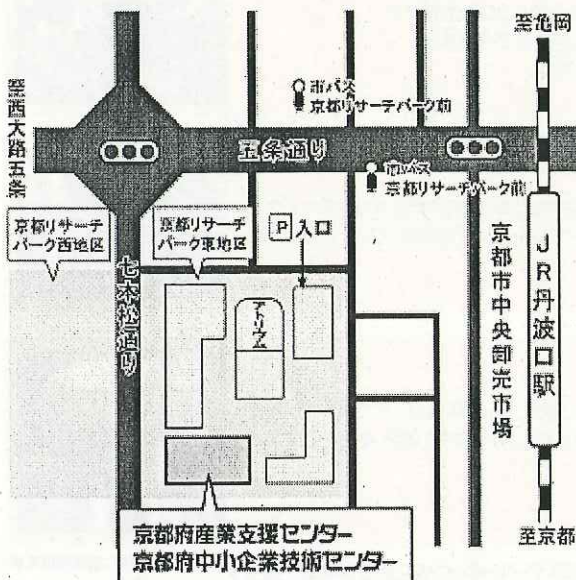 至亀岡
市バス
京都リサーチパーク前
至西大路五条
五条通り
市バス
京都リサーチパーク前
京都リサーチ
パーク西地区
京都リサーチ
パーク東地区
P 入口
七本松通り
アトリウム
京都市中央卸売市場
JR丹波口駅
京都府産業支援センター
京都府中小企業技術センター
至京都